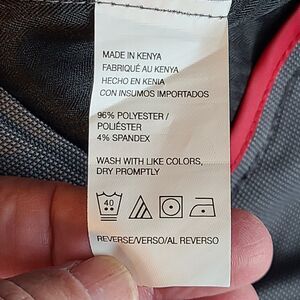 MADE IN KENYA
FABRIQUÉ AU KENYA
HECHO EN KENIA
CON INSUMOS IMPORTADOS
96% POLYESTER /
POLIÉSTER
4% SPANDEX
WASH WITH LIKE COLORS,
DRY PROMPTLY
40
REVERSE/VERSO/AL REVERSO